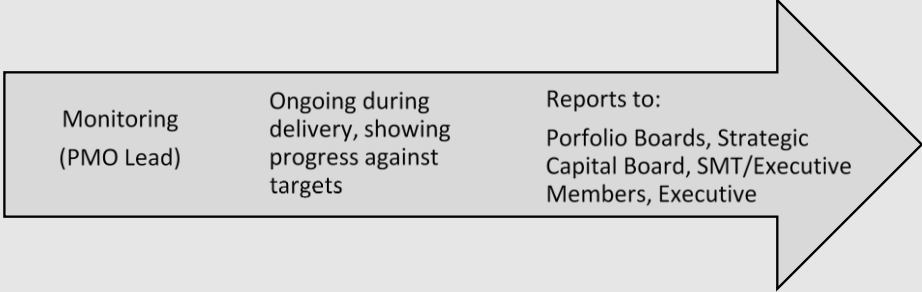 Monitoring
(PMO Lead)
Ongoing during
delivery, showing
progress against
targets
Reports to:
Porfolio Boards, Strategic
Capital Board, SMT/Executive
Members, Executive